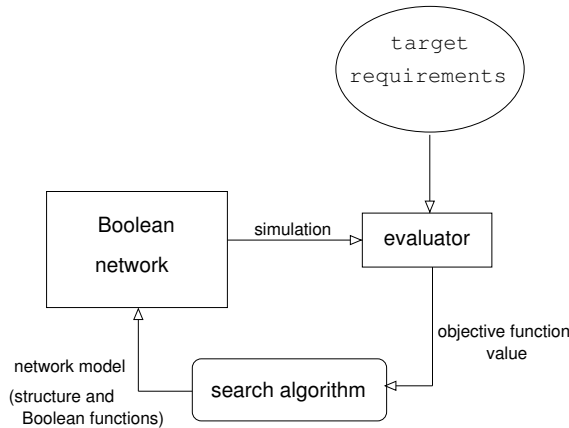 target
requirements
Boolean
network
simulation
evaluator
objective function
value
search algorithm
network model
(structure and
Boolean functions)